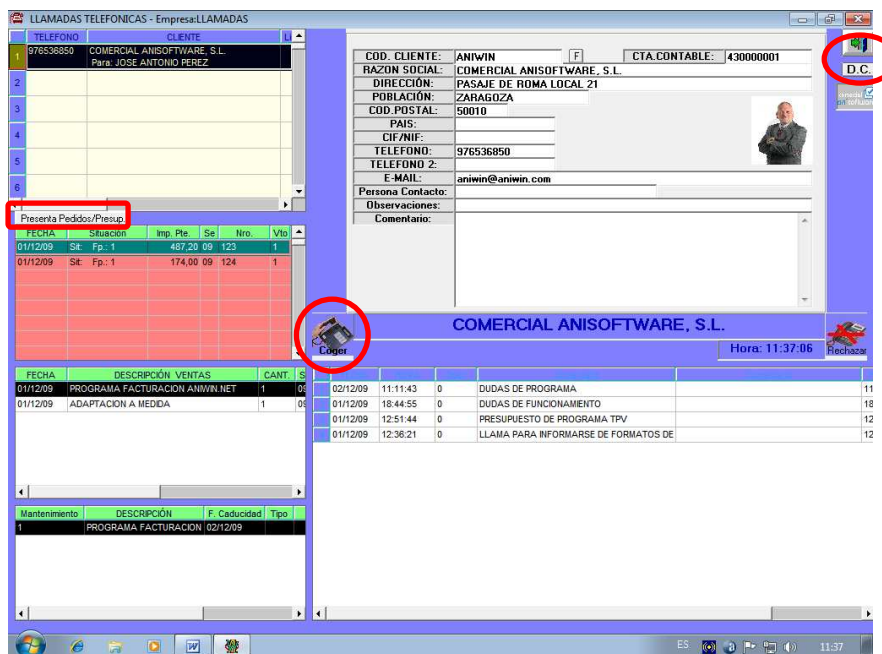 LLAMADAS TELEFONICAS - Empresa:LLAMADAS
TELEFONO CLIENTE
1 976536850 COMERCIAL ANISOFTWARE, S.L.
Para: JOSE ANTONIO PEREZ
2
3
4
5
6
COD. CLIENTE: ANIWIN F CTA.CONTABLE: 430000001
RAZON SOCIAL: COMERCIAL ANISOFTWARE, S.L.
DIRECCIÓN: PASAJE DE ROMA LOCAL 21
POBLACIÓN: ZARAGOZA
COD.POSTAL: 50010
PAIS:
CIF/NIF:
TELEFONO: 976536850
TELEFONO 2:
E-MAIL: aniwin@aniwin.com
Persona Contacto:
Observaciones:
Comentario:
D.C.
Presenta Pedidos/Presup.
FECHA Situación Imp. Pte. Se Nro. Vto
01/12/09 Sit: Fp.: 1 487,20 09 123 1
01/12/09 Sit: Fp.: 1 174,00 09 124 1
Coger
COMERCIAL ANISOFTWARE, S.L.
Hora: 11:37:06
Rechazar
FECHA DESCRIPCIÓN VENTAS CANT. S
01/12/09 PROGRAMA FACTURACION ANIWIN.NET 1 09
01/12/09 ADAPTACION A MEDIDA 1 09
02/12/09 11:11:43 0 DUDAS DE PROGRAMA 11
01/12/09 18:44:55 0 DUDAS DE FUNCIONAMIENTO 18
01/12/09 12:51:44 0 PRESUPUESTO DE PROGRAMA TPV 12
01/12/09 12:36:21 0 LLAMA PARA INFORMARSE DE FORMATOS DE 12
Mantenimiento DESCRIPCIÓN F. Caducidad Tipo
1 PROGRAMA FACTURACION 02/12/09
ES 11:37